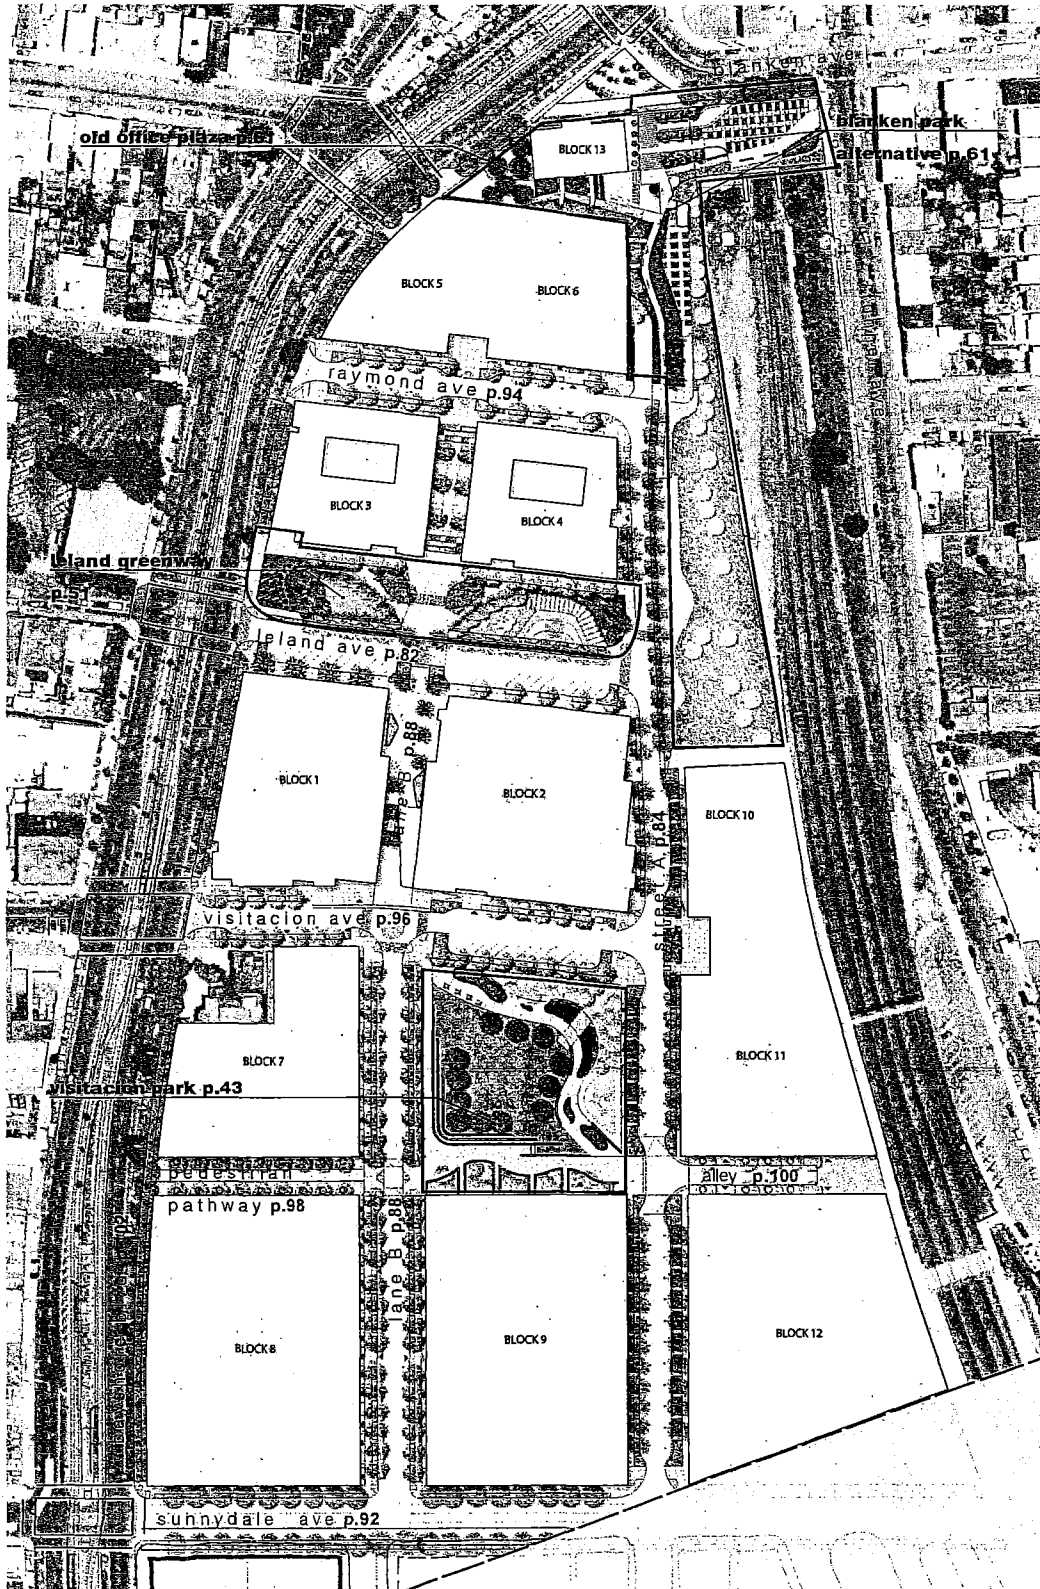 blanken ave
old office plaza p.61
blanken park
BLOCK 13
alternative p.61
BLOCK 5
BLOCK 6
raymond ave p.94
BLOCK 3
BLOCK 4
leland greenway
p.51
leland ave p.82
lane B p.88
BLOCK 1
BLOCK 2
BLOCK 10
street A p.84
visitacion ave p.96
BLOCK 7
BLOCK 11
visitacion park p.43
pedestrian
pathway p.98
alley p.100
lane B p.88
BLOCK 8
BLOCK 9
BLOCK 12
sunnydale ave p.92